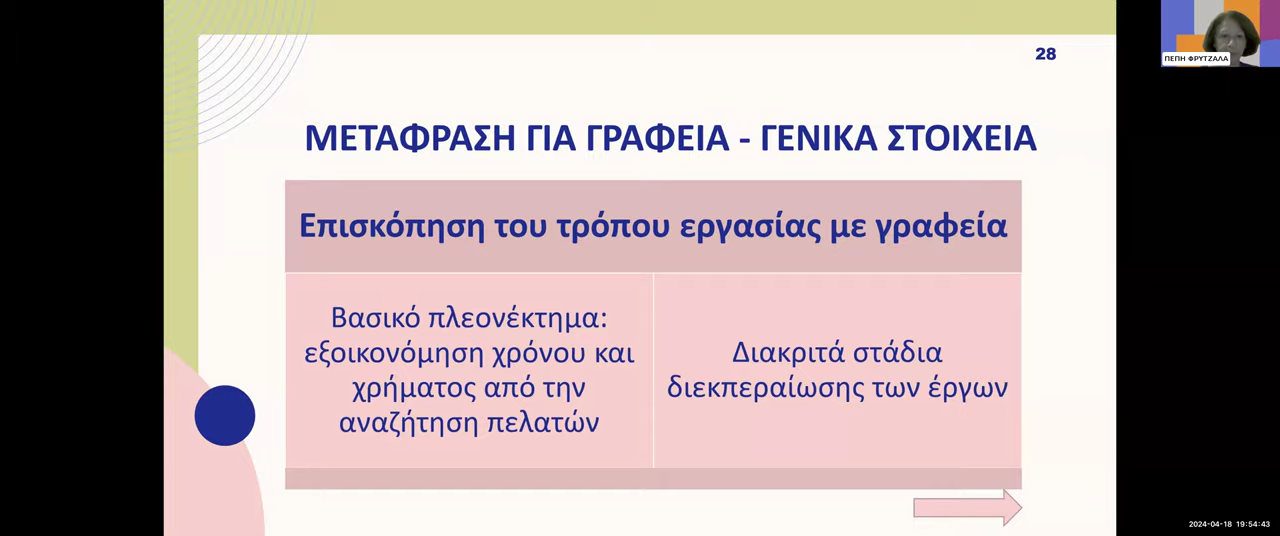 28
ΠΕΠΗ ΦΡΥΤΖΑΛΑ
ΜΕΤΑΦΡΑΣΗ ΓΙΑ ΓΡΑΦΕΙΑ - ΓΕΝΙΚΑ ΣΤΟΙΧΕΙΑ
Επισκόπηση του τρόπου εργασίας με γραφεία
Βασικό πλεονέκτημα:
εξοικονόμηση χρόνου και
χρήματος από την
αναζήτηση πελατών
Διακριτά στάδια
διεκπεραίωσης των έργων
2024-04-18 19:54:43